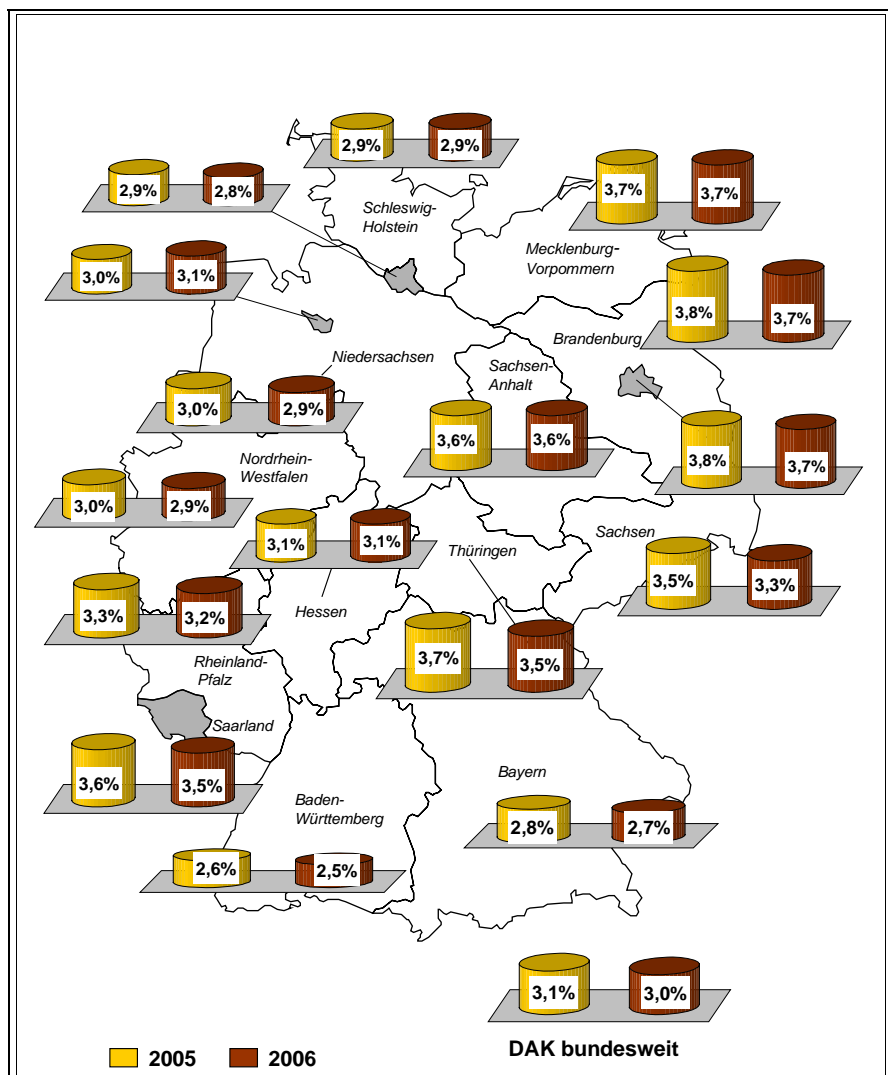 2,9% 2,9%
2,9% 2,8%
Schleswig-
Holstein
3,7% 3,7%
Mecklenburg-
Vorpommern
3,0% 3,1%
3,8% 3,7%
Brandenburg
Niedersachsen
Sachsen-
Anhalt
3,0% 2,9%
3,6% 3,6%
3,8% 3,7%
Nordrhein-
Westfalen
3,0% 2,9%
3,1% 3,1%
Thüringen
Sachsen
3,5% 3,3%
3,3% 3,2%
Hessen
3,7% 3,5%
Rheinland-
Pfalz
Saarland
3,6% 3,5%
Baden-
Württemberg
Bayern
2,8% 2,7%
2,6% 2,5%
3,1% 3,0%
DAK bundesweit
2005 2006